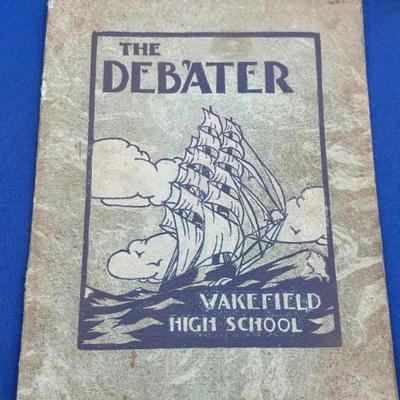 THE
DEBATER
WAKEFIELD
HIGH SCHOOL